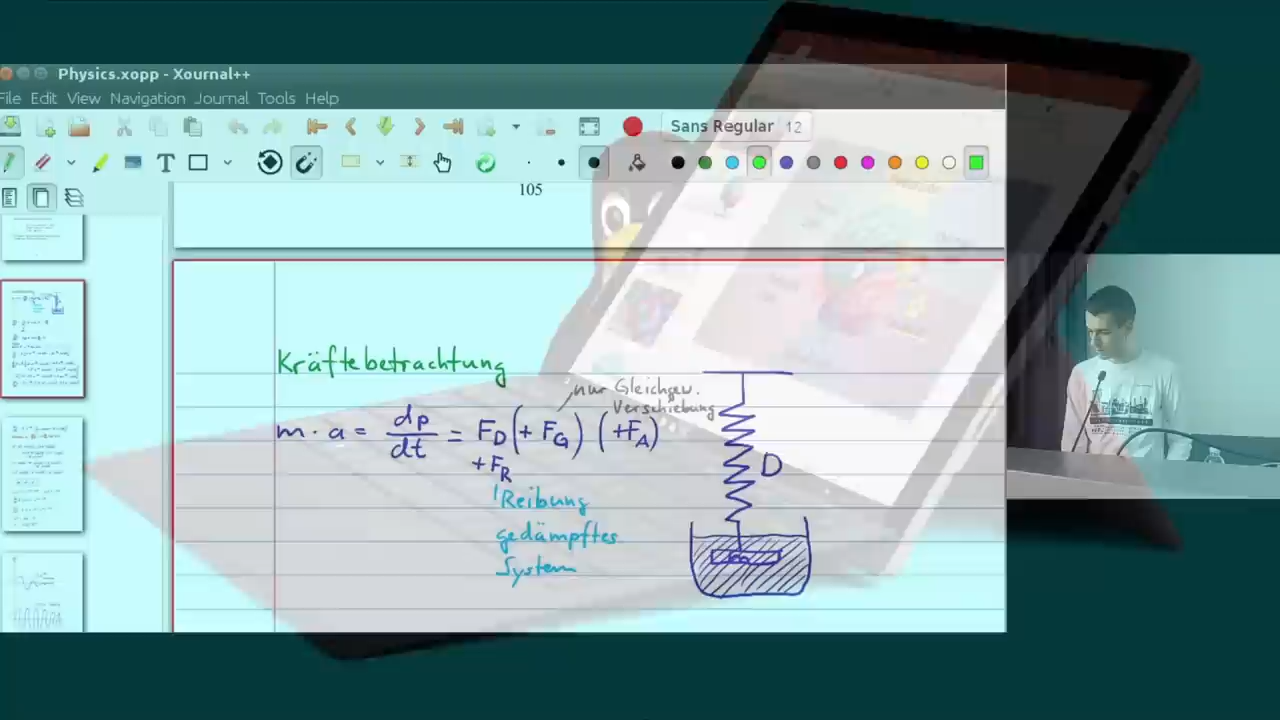 Physics.xopp - Xournal++
File Edit View Navigation Journal Tools Help
Sans Regular 12
105
Kräftebetrachtung
nur Gleichgew.
Verschiebung
m · a = dp/dt = F_D (+ F_G) (+F_A)
+ F_R
D
Reibung
gedämpftes
System
m